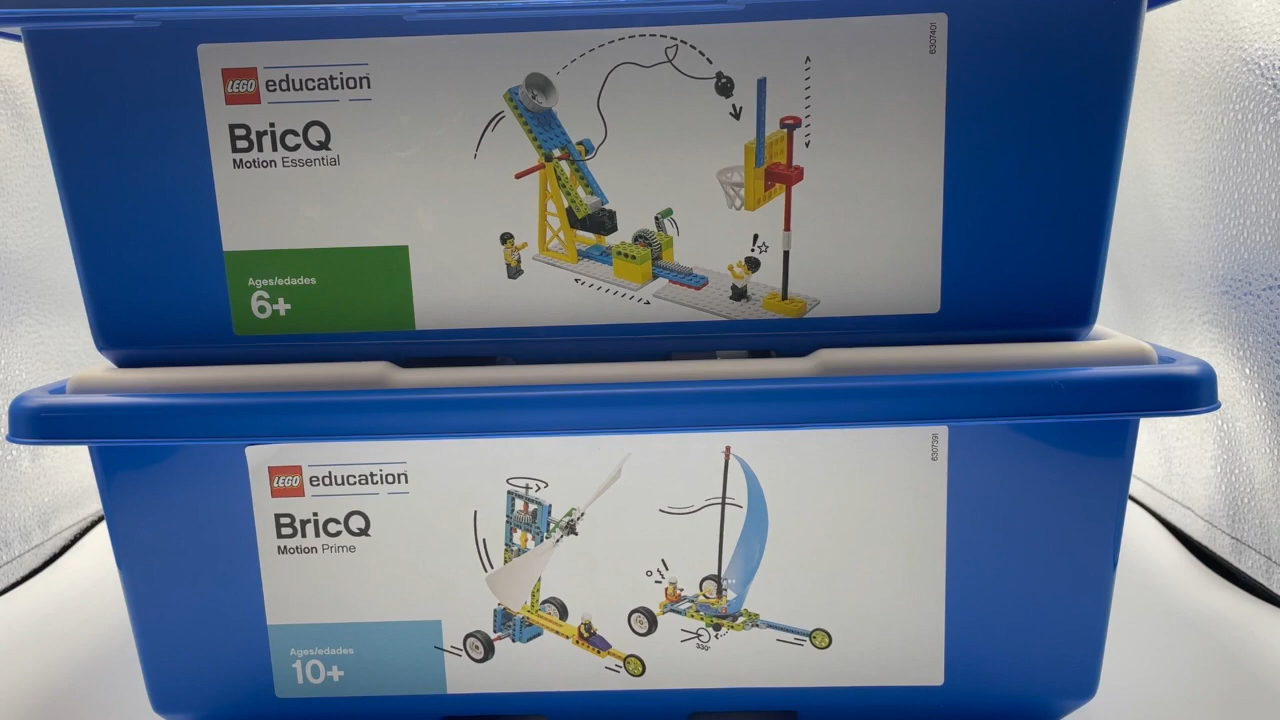 LEGO education
BricQ
Motion Essential
Ages/edades
6+
6307401
!
LEGO education
BricQ
Motion Prime
Ages/edades
10+
6307391
330°